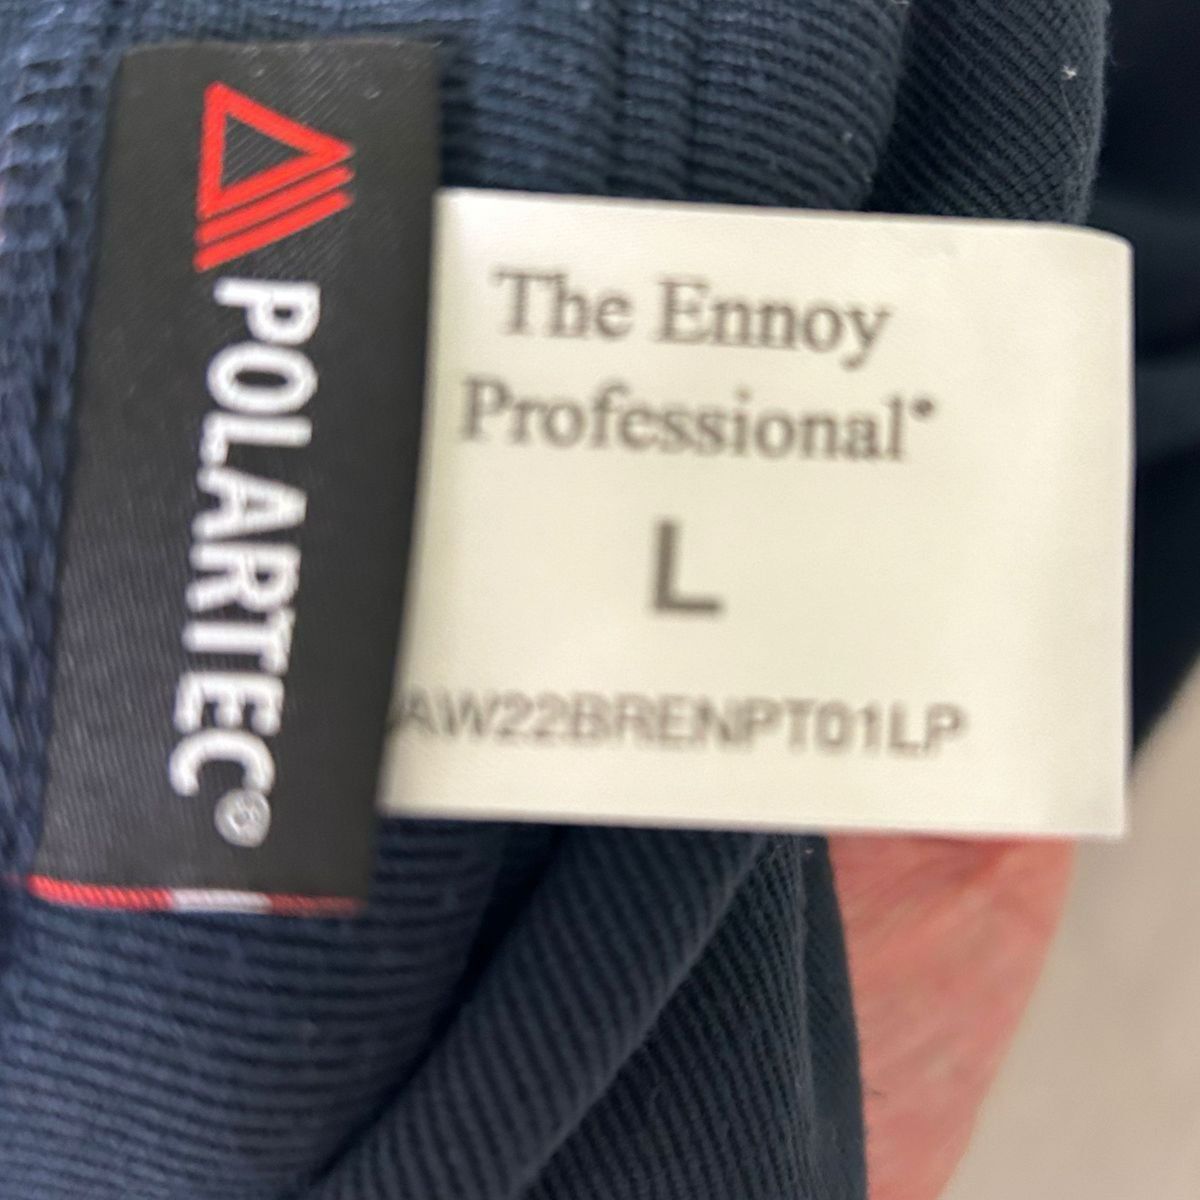 POLARTEC®
The Ennoy
Professional®
L
AW22BRENPT01LP